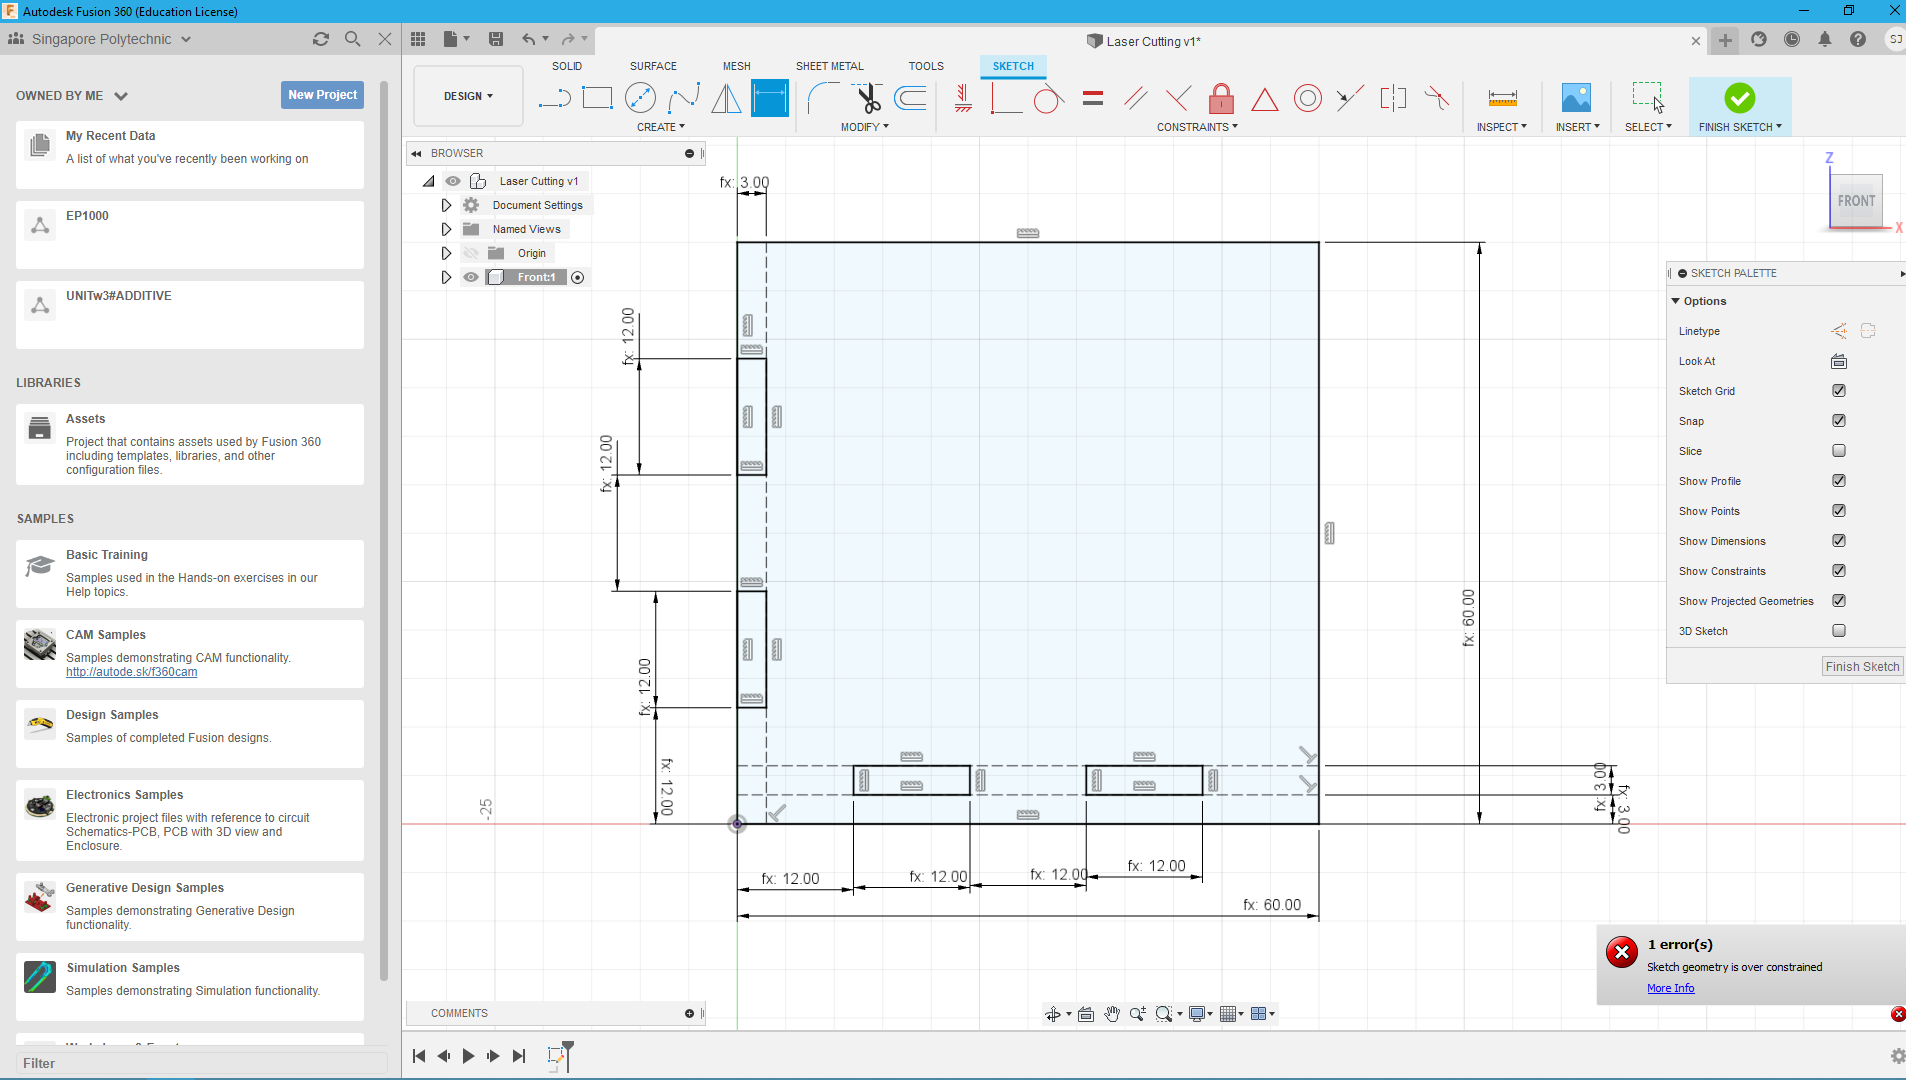 Autodesk Fusion 360 (Education License)
Singapore Polytechnic
Laser Cutting v1*
SJ
OWNED BY ME
New Project
My Recent Data
A list of what you've recently been working on
EP1000
UNITw3#ADDITIVE
LIBRARIES
Assets
Project that contains assets used by Fusion 360
including templates, libraries, and other
configuration files.
SAMPLES
Basic Training
Samples used in the Hands-on exercises in our
Help topics.
CAM Samples
Samples demonstrating CAM functionality.
http://autode.sk/f360cam
Design Samples
Samples of completed Fusion designs.
Electronics Samples
Electronic project files with reference to circuit
Schematics-PCB, PCB with 3D view and
Enclosure.
Generative Design Samples
Samples demonstrating Generative Design
functionality.
Simulation Samples
Samples demonstrating Simulation functionality.
Filter
SOLID
SURFACE
MESH
SHEET METAL
TOOLS
SKETCH
DESIGN
CREATE
MODIFY
CONSTRAINTS
INSPECT
INSERT
SELECT
FINISH SKETCH
BROWSER
Laser Cutting v1
Document Settings
Named Views
Origin
Front:1
fx: 3.00
fx: 12.00
fx: 12.00
fx: 12.00
fx: 12.00
-25
fx: 12.00
fx: 12.00
fx: 12.00
fx: 12.00
fx: 60.00
fx: 60.00
fx: 3.00
fx: 3.00
Z
FRONT
X
SKETCH PALETTE
Options
Linetype
Look At
Sketch Grid
Snap
Slice
Show Profile
Show Points
Show Dimensions
Show Constraints
Show Projected Geometries
3D Sketch
Finish Sketch
1 error(s)
Sketch geometry is over constrained
More Info
COMMENTS